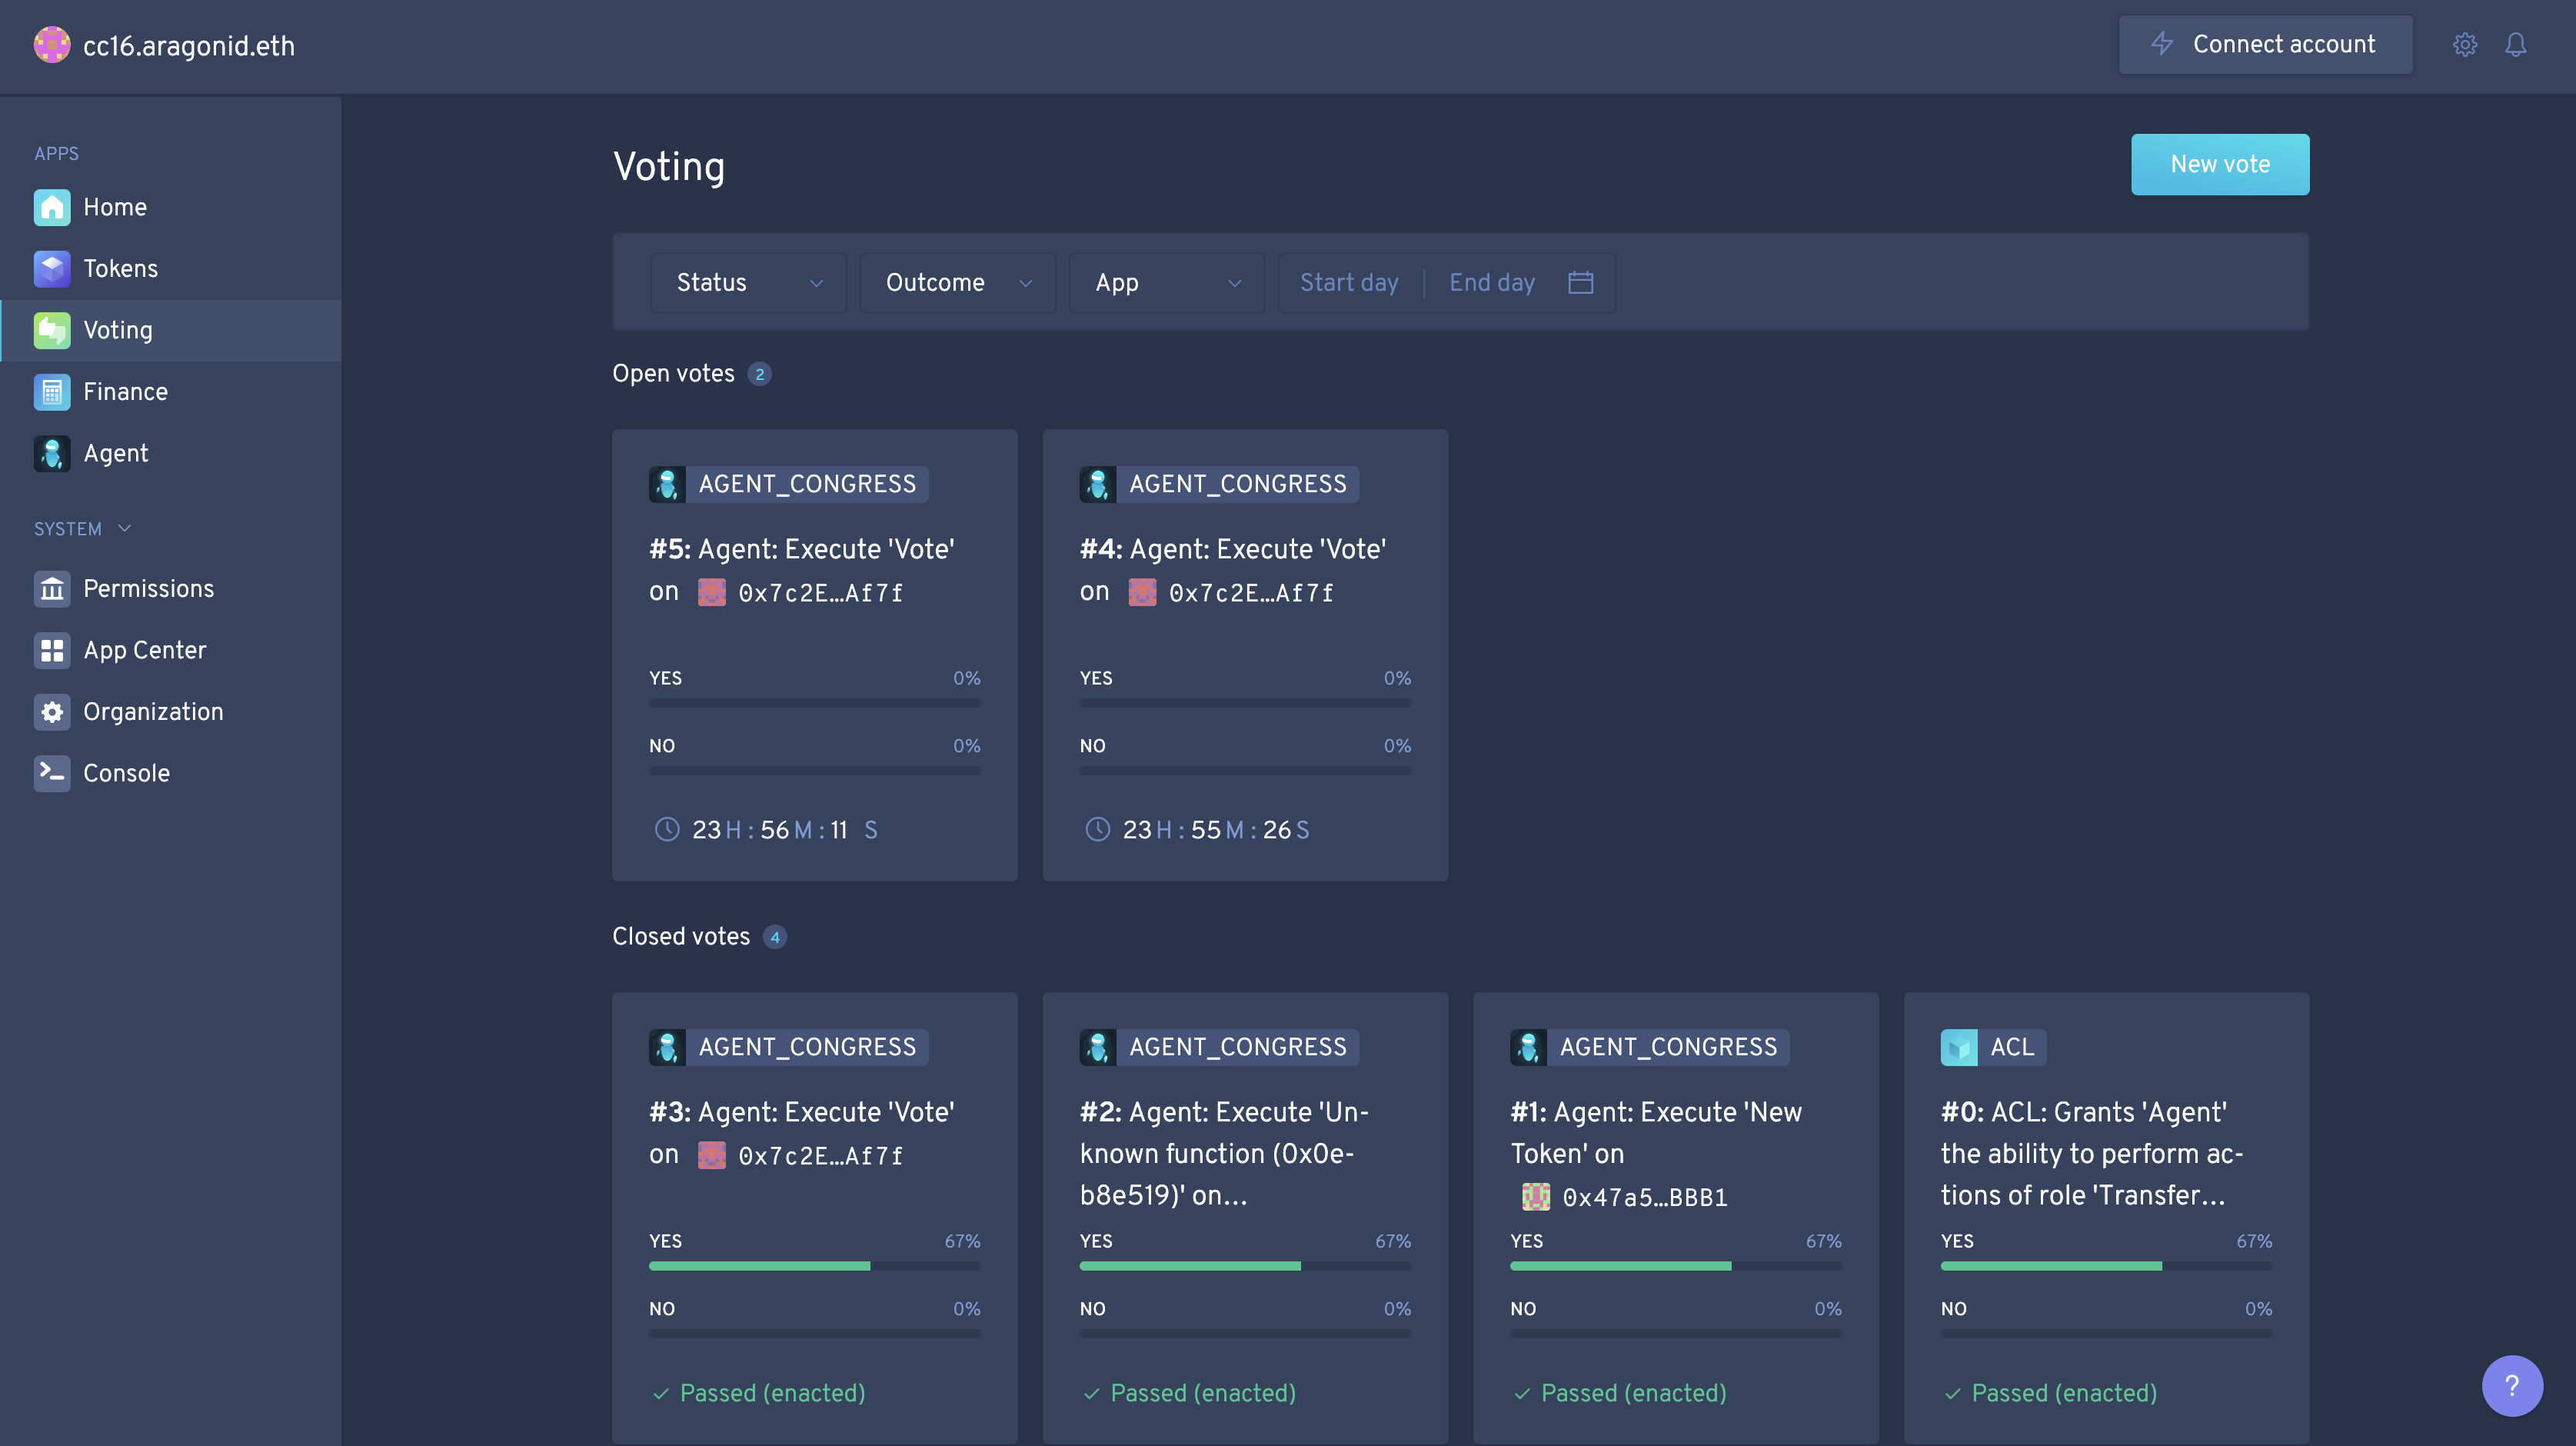 cc16.aragonid.eth
Connect account
APPS
Home
Tokens
Voting
Finance
Agent
SYSTEM
Permissions
App Center
Organization
Console
Voting
New vote
Status
Outcome
App
Start day
End day
Open votes 2
AGENT_CONGRESS
#5: Agent: Execute 'Vote'
on 0x7c2E…Af7f
YES 0%
NO 0%
23 H : 56 M : 11 S
AGENT_CONGRESS
#4: Agent: Execute 'Vote'
on 0x7c2E…Af7f
YES 0%
NO 0%
23 H : 55 M : 26 S
Closed votes 4
AGENT_CONGRESS
#3: Agent: Execute 'Vote'
on 0x7c2E…Af7f
YES 67%
NO 0%
Passed (enacted)
AGENT_CONGRESS
#2: Agent: Execute 'Un-
known function (0x0e-
b8e519)' on…
YES 67%
NO 0%
Passed (enacted)
AGENT_CONGRESS
#1: Agent: Execute 'New
Token' on
0x47a5…BBB1
YES 67%
NO 0%
Passed (enacted)
ACL
#0: ACL: Grants 'Agent'
the ability to perform ac-
tions of role 'Transfer…
YES 67%
NO 0%
Passed (enacted)
?